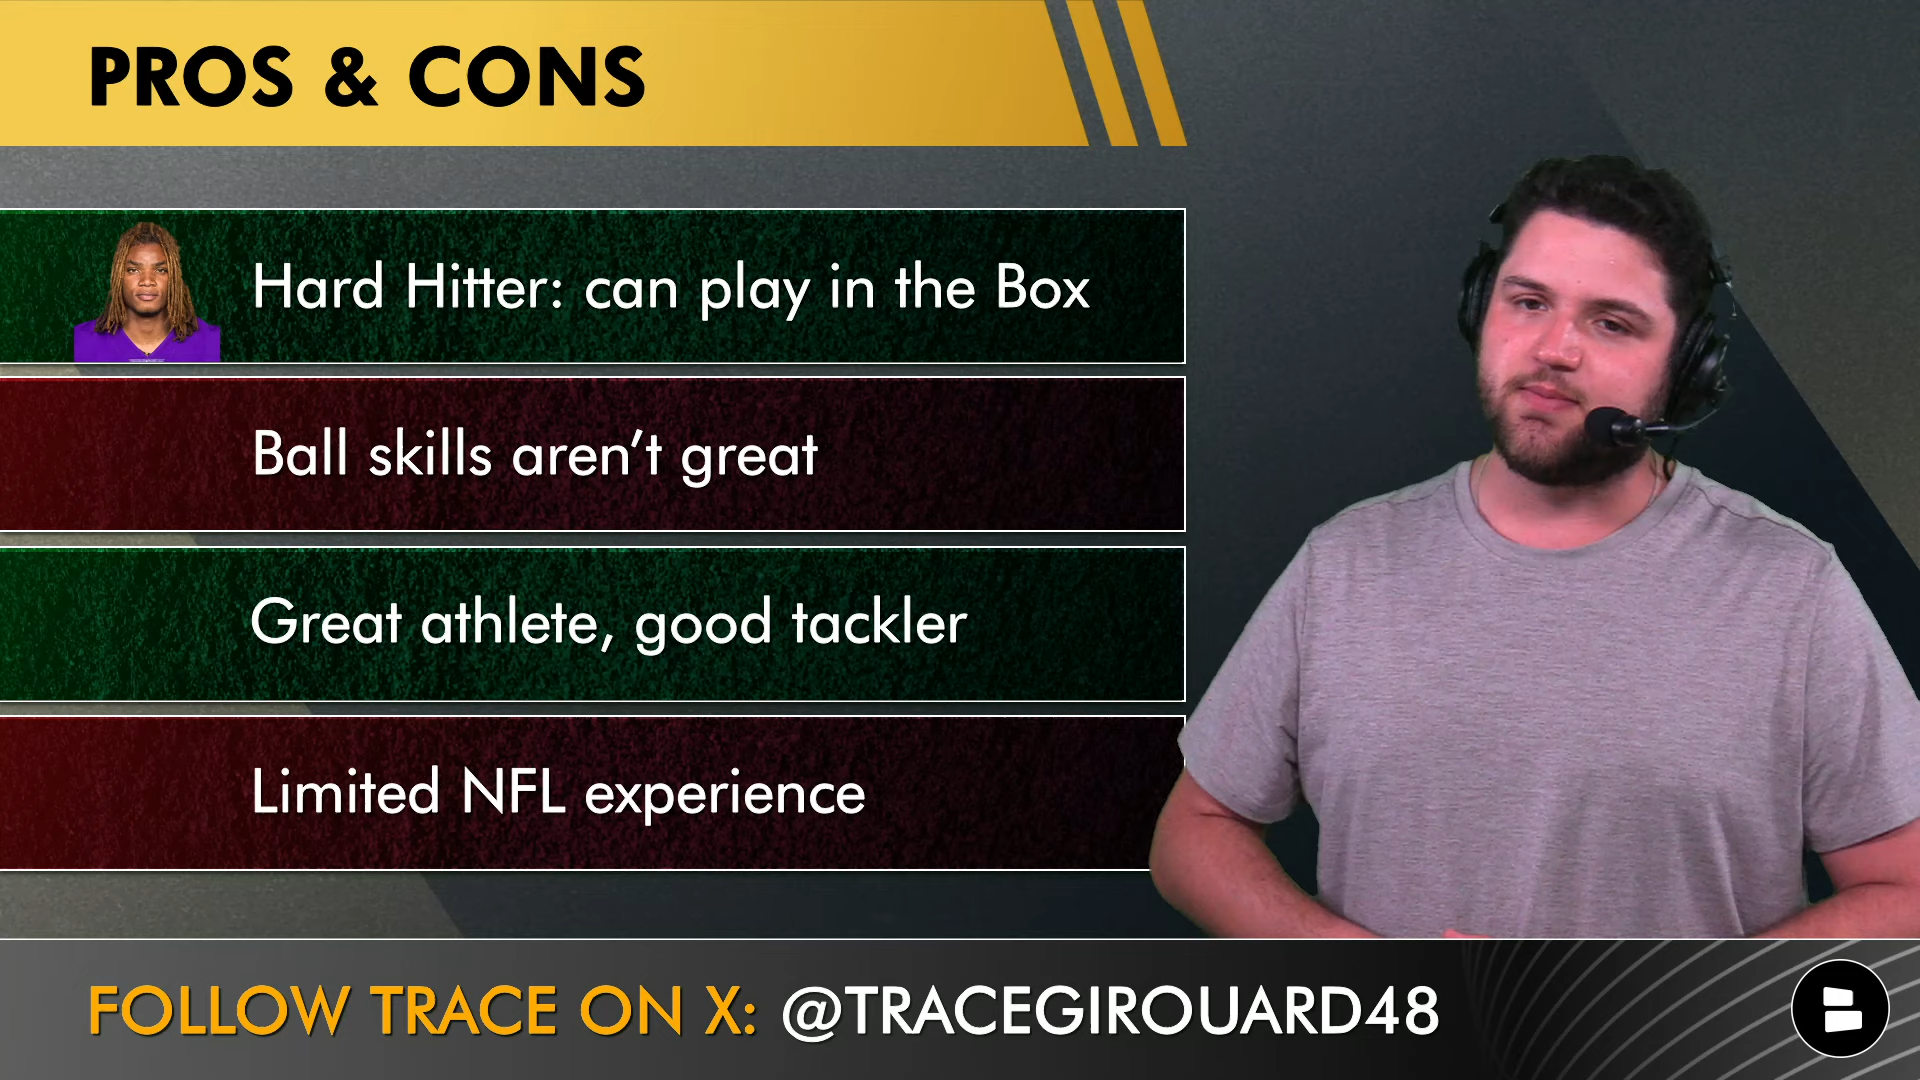 PROS & CONS
Hard Hitter: can play in the Box
Ball skills aren’t great
Great athlete, good tackler
Limited NFL experience
FOLLOW TRACE ON X: @TRACEGIROUARD48